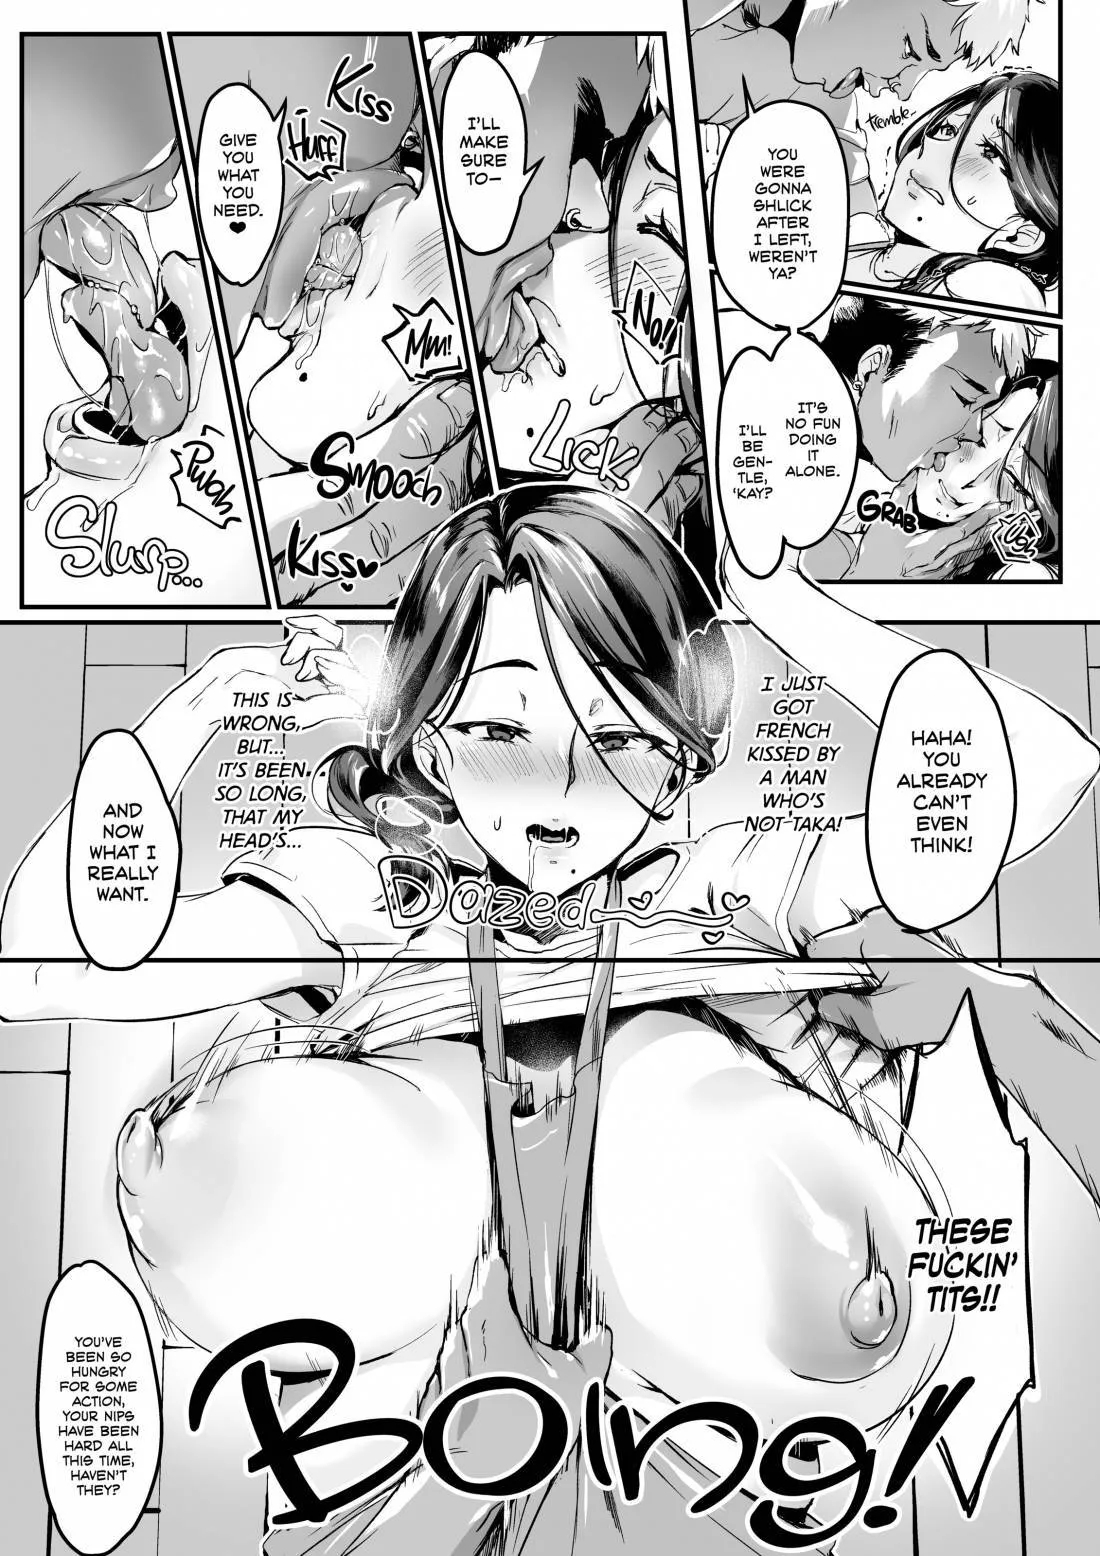 tremble~
YOU
WERE
GONNA
SHLICK
AFTER
I LEFT,
WEREN'T
YA?
IT'S
NO FUN
DOING
IT
ALONE.
I'LL
BE
GEN-
TLE,
'KAY?
GRAB
Ugh
I'LL
MAKE
SURE
TO—
No!!
LICK
KISS
Huff
GIVE
YOU
WHAT
YOU
NEED.
♥
Mm!
SMOOCH
KISS♥
Pwah
Slurp...
HAHA!
YOU
ALREADY
CAN'T
EVEN
THINK!
I JUST
GOT
FRENCH
KISSED BY
A MAN
WHO'S
NOT TAKA!
THIS IS
WRONG,
BUT...
IT'S BEEN
SO LONG,
THAT MY
HEAD'S...
Dazed
AND
NOW
WHAT I
REALLY
WANT.
THESE
FUCKIN'
TITS!!
BOING!
YOU'VE
BEEN SO
HUNGRY
FOR SOME
ACTION,
YOUR NIPS
HAVE BEEN
HARD ALL
THIS TIME,
HAVEN'T
THEY?